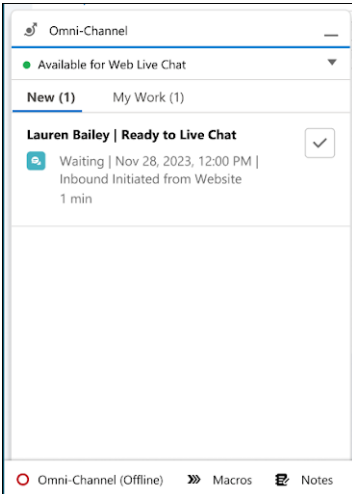 Omni-Channel
Available for Web Live Chat
New (1) My Work (1)
Lauren Bailey | Ready to Live Chat
Waiting | Nov 28, 2023, 12:00 PM |
Inbound Initiated from Website
1 min
Omni-Channel (Offline) Macros Notes